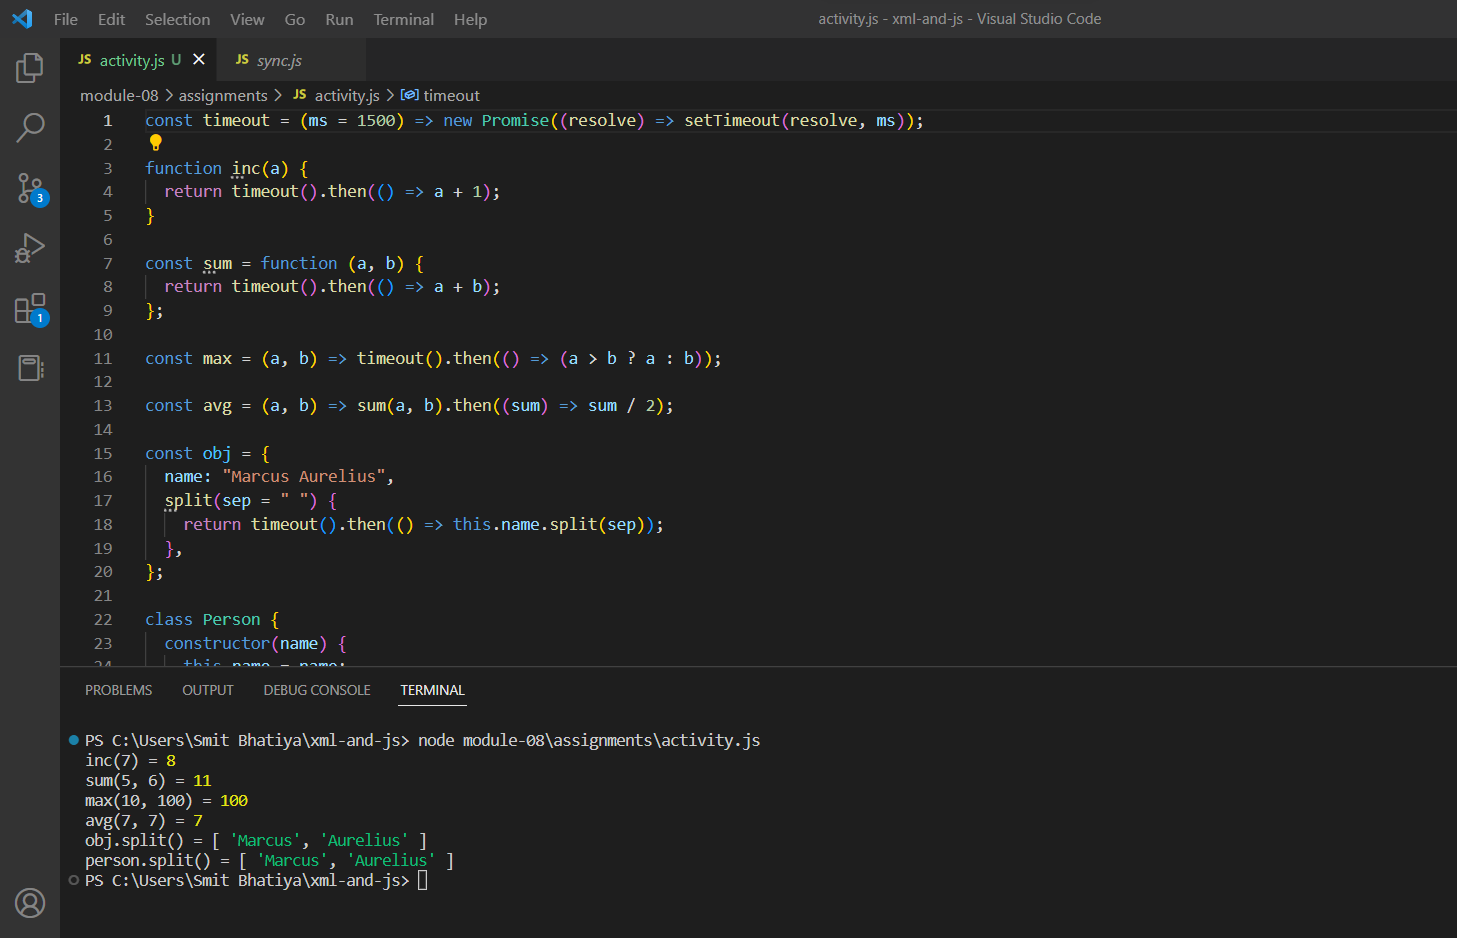 File Edit Selection View Go Run Terminal Help
activity.js - xml-and-js - Visual Studio Code
JS activity.js U
JS sync.js
module-08 > assignments > JS activity.js > timeout
1 const timeout = (ms = 1500) => new Promise((resolve) => setTimeout(resolve, ms));
2
3 function inc(a) {
4 return timeout().then(() => a + 1);
5 }
6
7 const sum = function (a, b) {
8 return timeout().then(() => a + b);
9 };
10
11 const max = (a, b) => timeout().then(() => (a > b ? a : b));
12
13 const avg = (a, b) => sum(a, b).then((sum) => sum / 2);
14
15 const obj = {
16 name: "Marcus Aurelius",
17 split(sep = " ") {
18 return timeout().then(() => this.name.split(sep));
19 },
20 };
21
22 class Person {
23 constructor(name) {
24 this.name = name;
3
1
PROBLEMS OUTPUT DEBUG CONSOLE TERMINAL
PS C:\Users\Smit Bhatiya\xml-and-js> node module-08\assignments\activity.js
inc(7) = 8
sum(5, 6) = 11
max(10, 100) = 100
avg(7, 7) = 7
obj.split() = [ 'Marcus', 'Aurelius' ]
person.split() = [ 'Marcus', 'Aurelius' ]
PS C:\Users\Smit Bhatiya\xml-and-js>